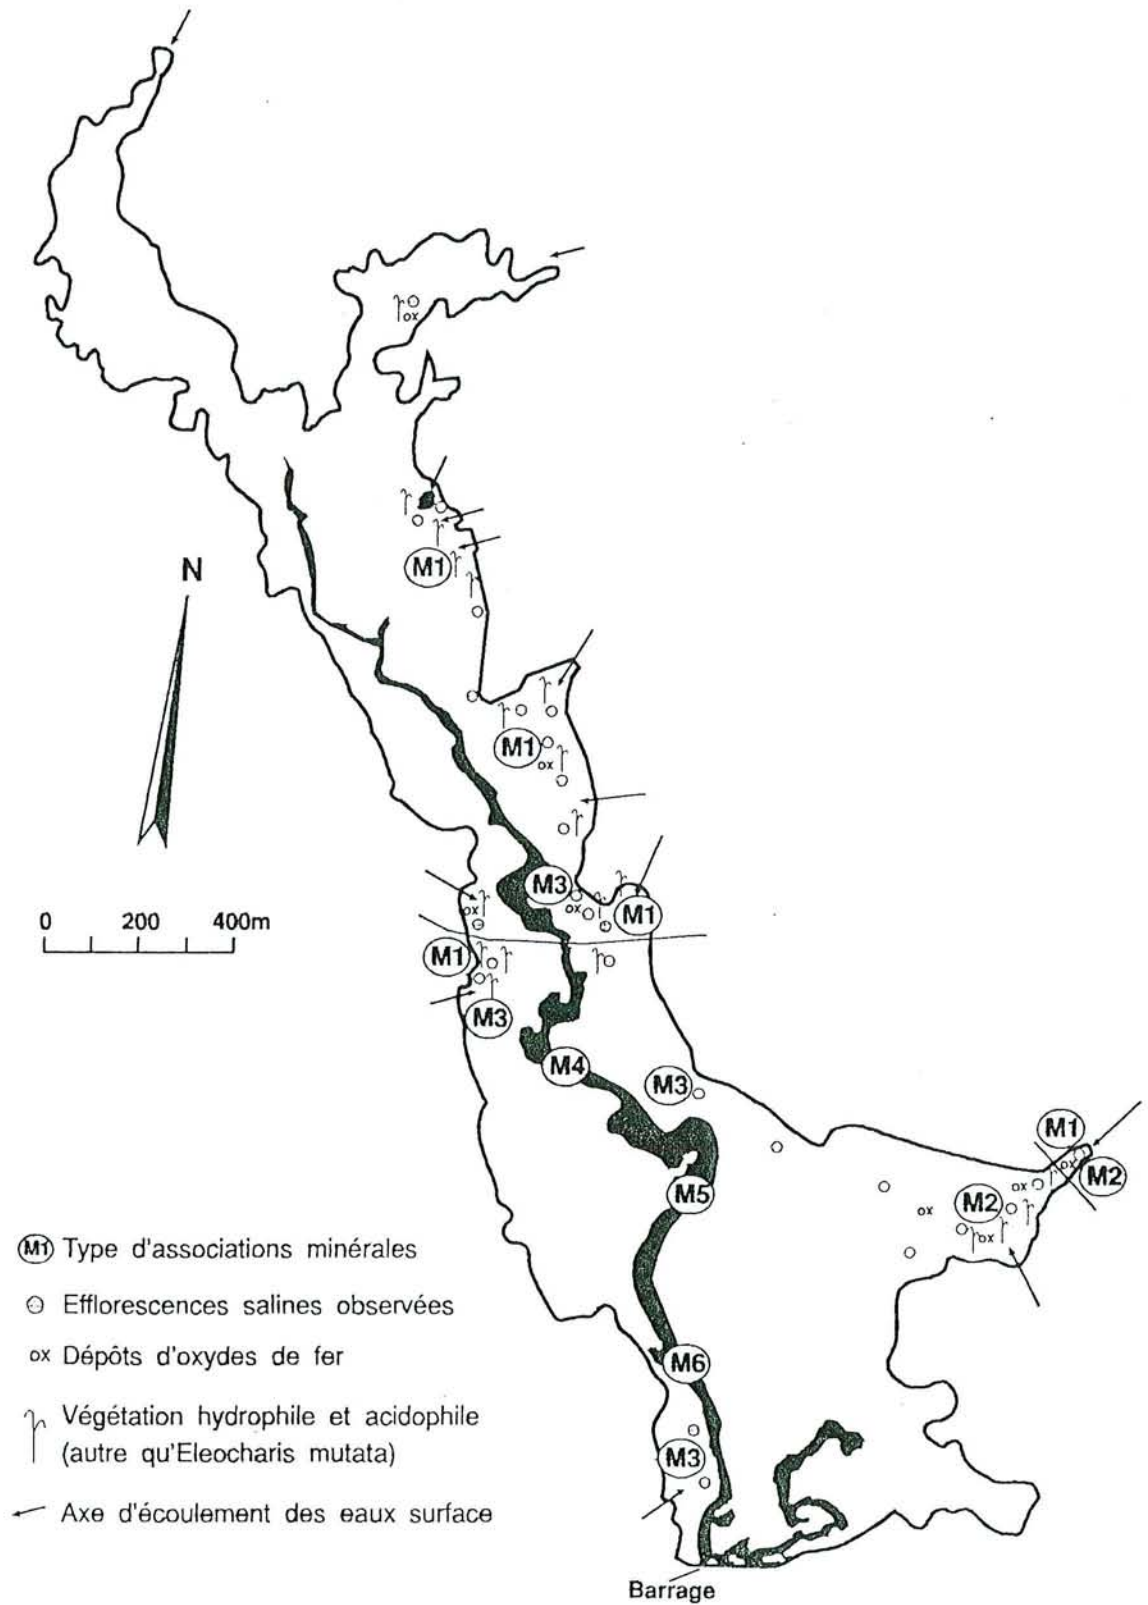 ox
M1
N
M1
ox
M3
M1
ox
ox
0 200 400m
M1
M3
M4
M3
M1
ox
M2
M5
ox
M2
ox
ox
M1 Type d'associations minérales
Efflorescences salines observées
ox Dépôts d'oxydes de fer
M6
Végétation hydrophile et acidophile
(autre qu'Eleocharis mutata)
M3
Axe d'écoulement des eaux surface
Barrage